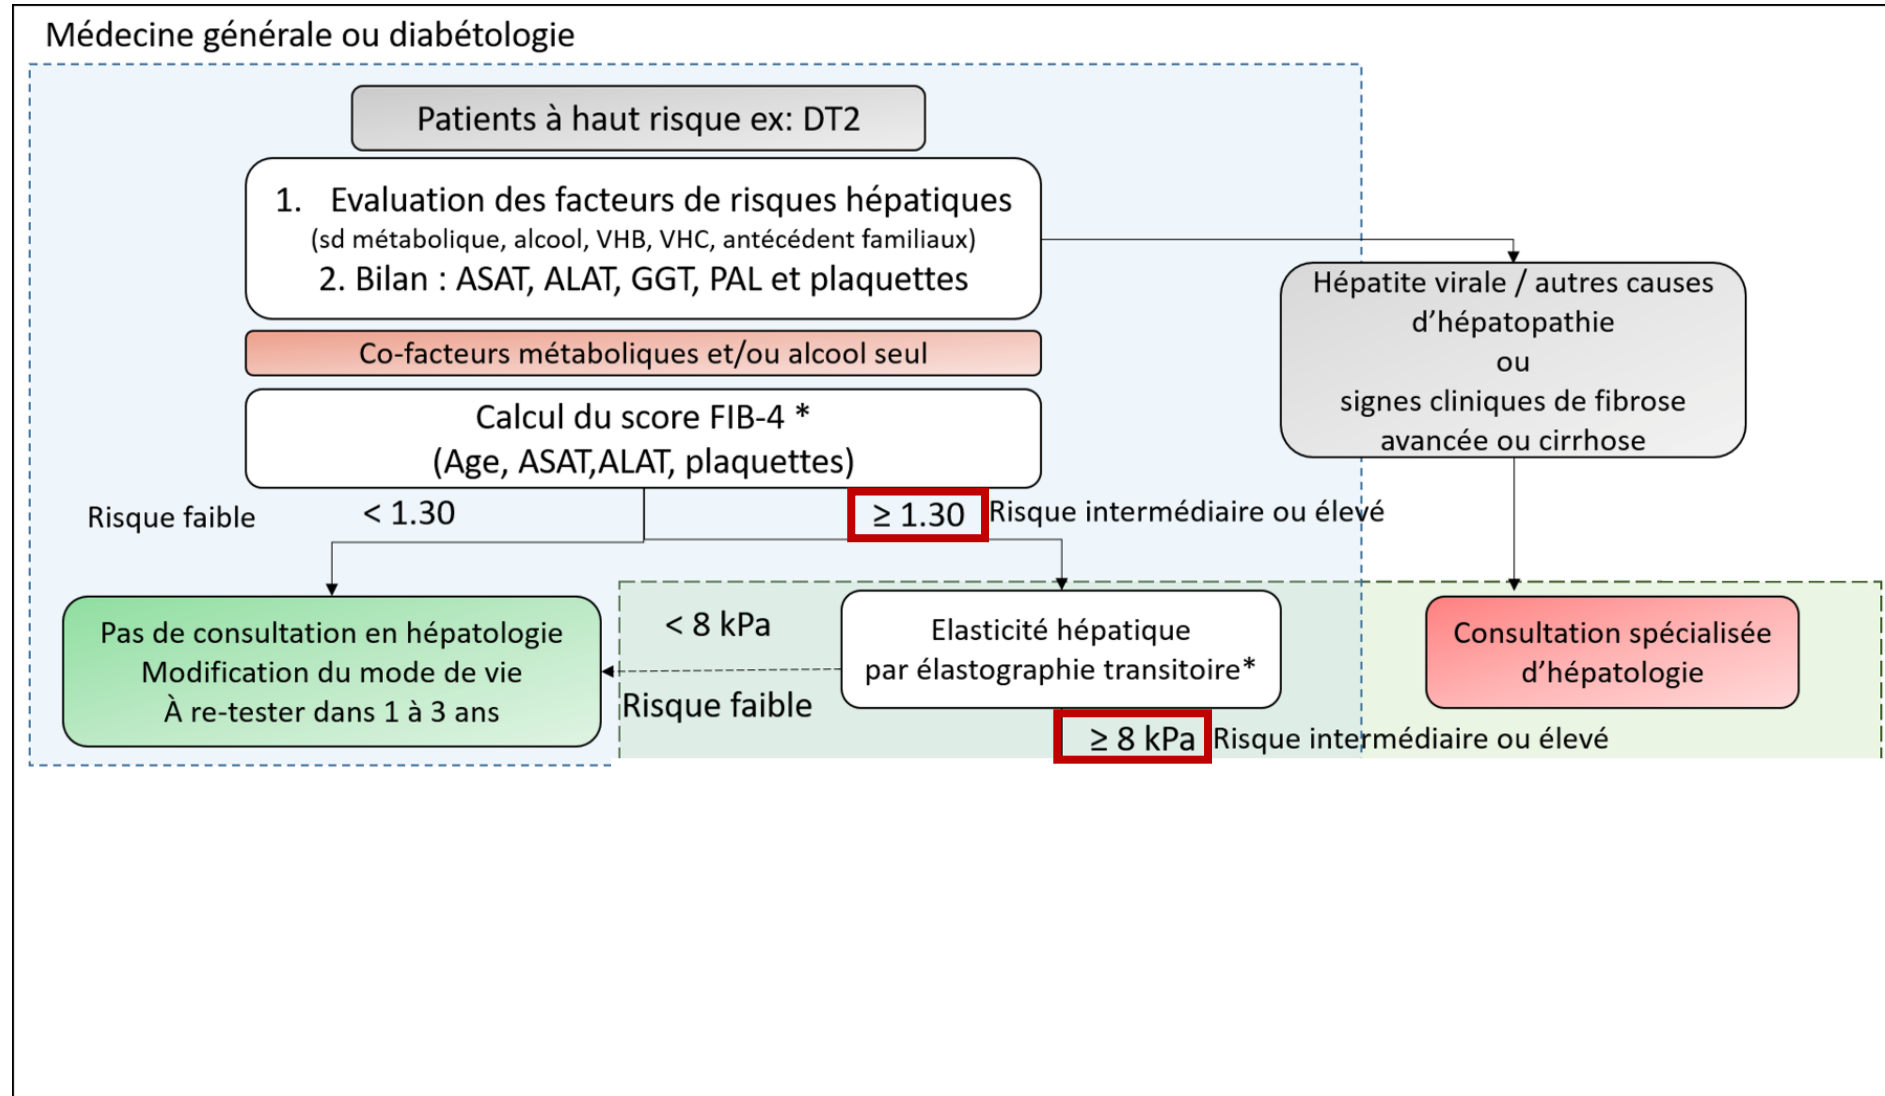 Médecine générale ou diabétologie
Patients à haut risque ex: DT2
1. Evaluation des facteurs de risques hépatiques
(sd métabolique, alcool, VHB, VHC, antécédent familiaux)
2. Bilan : ASAT, ALAT, GGT, PAL et plaquettes
Hépatite virale / autres causes
d’hépatopathie
ou
signes cliniques de fibrose
avancée ou cirrhose
Co-facteurs métaboliques et/ou alcool seul
Calcul du score FIB-4 *
(Age, ASAT,ALAT, plaquettes)
Risque faible
< 1.30
≥ 1.30
Risque intermédiaire ou élevé
Pas de consultation en hépatologie
Modification du mode de vie
À re-tester dans 1 à 3 ans
< 8 kPa
Risque faible
Elasticité hépatique
par élastographie transitoire*
≥ 8 kPa
Risque intermédiaire ou élevé
Consultation spécialisée
d’hépatologie